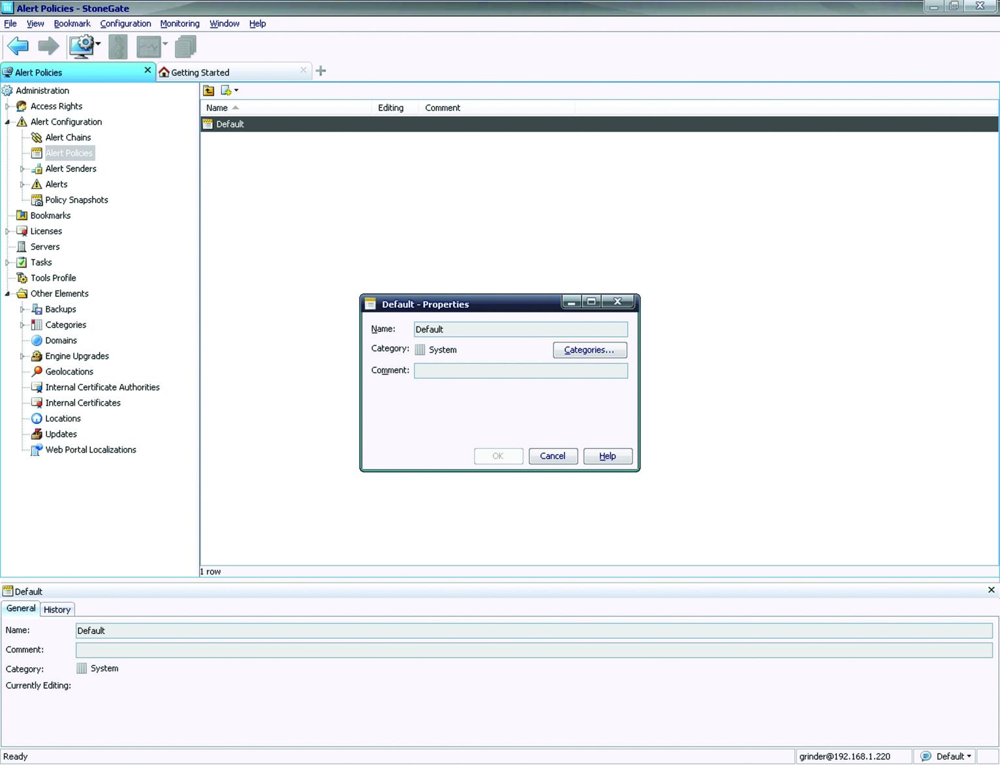 Alert Policies - StoneGate
File View Bookmark Configuration Monitoring Window Help
Alert Policies Getting Started
Administration
Access Rights
Alert Configuration
Alert Chains
Alert Policies
Alert Senders
Alerts
Policy Snapshots
Bookmarks
Licenses
Servers
Tasks
Tools Profile
Other Elements
Backups
Categories
Domains
Engine Upgrades
Geolocations
Internal Certificate Authorities
Internal Certificates
Locations
Updates
Web Portal Localizations
Name Editing Comment
Default
Default - Properties
Name: Default
Category: System Categories...
Comment:
OK Cancel Help
1 row
Default
General History
Name: Default
Comment:
Category: System
Currently Editing:
Ready grinder@192.168.1.220 Default